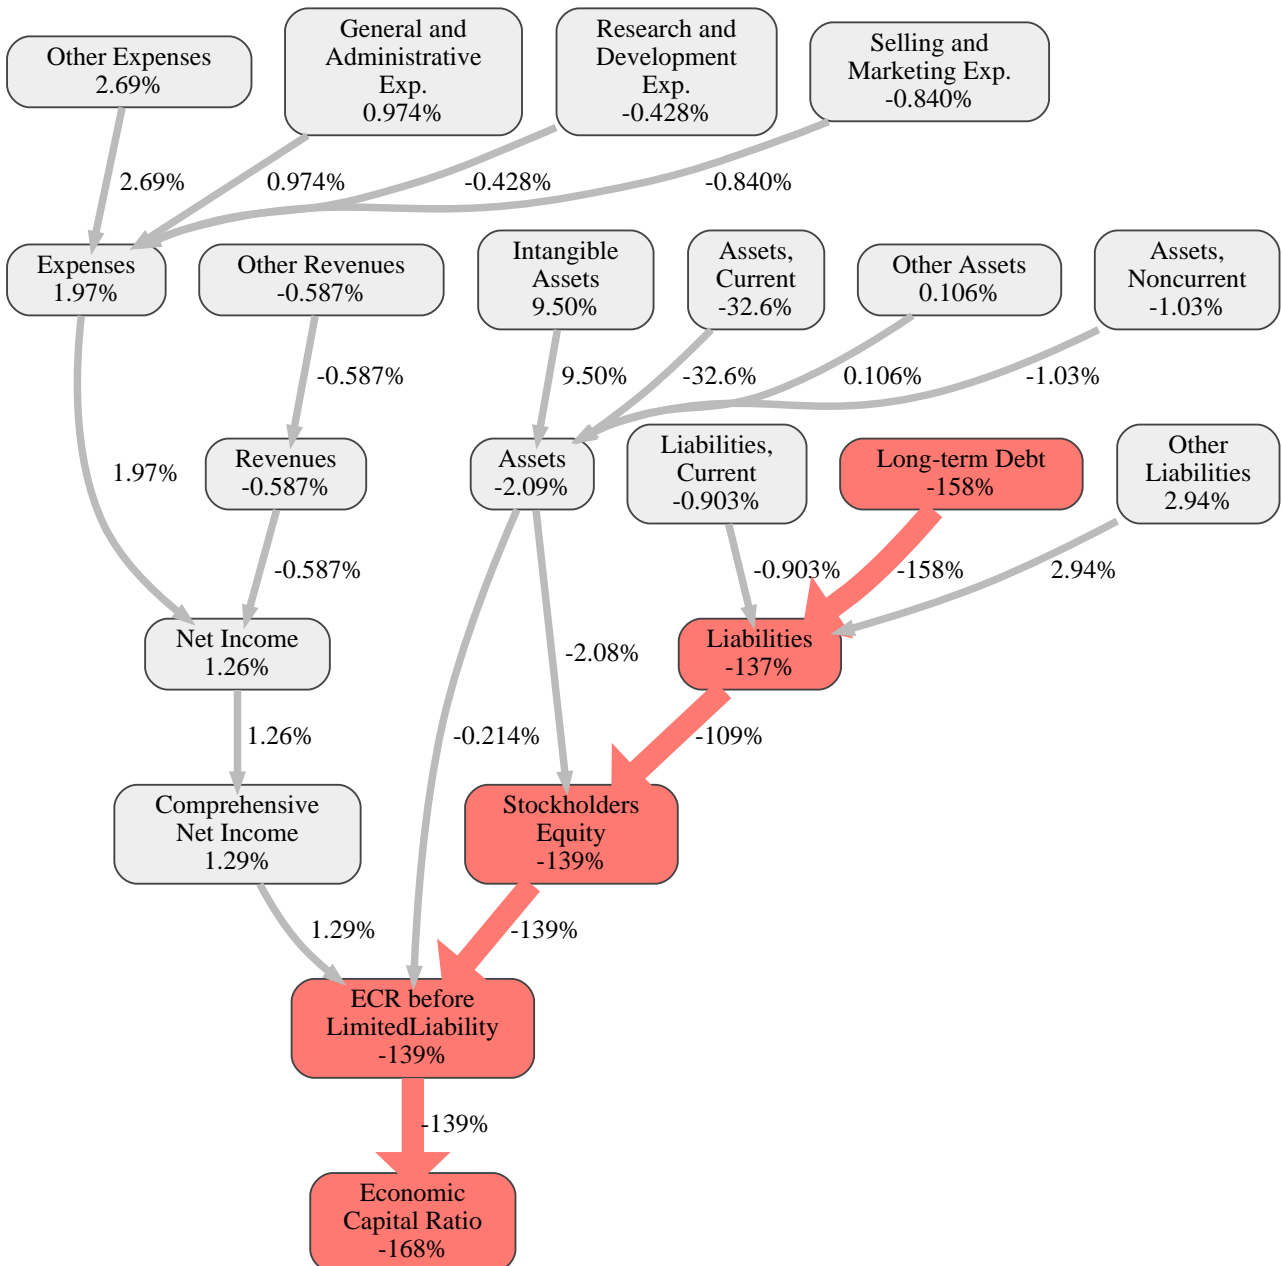 Other Expenses
2.69%
General and
Administrative
Exp.
0.974%
Research and
Development
Exp.
-0.428%
Selling and
Marketing Exp.
-0.840%
2.69%
0.974%
-0.428%
-0.840%
Expenses
1.97%
Other Revenues
-0.587%
Intangible
Assets
9.50%
Assets,
Current
-32.6%
Other Assets
0.106%
Assets,
Noncurrent
-1.03%
-0.587%
9.50%
-32.6%
0.106%
-1.03%
1.97%
Revenues
-0.587%
Assets
-2.09%
Liabilities,
Current
-0.903%
Long-term Debt
-158%
Other
Liabilities
2.94%
-0.587%
-0.903%
-158%
2.94%
Net Income
1.26%
-2.08%
Liabilities
-137%
1.26%
-0.214%
-109%
Comprehensive
Net Income
1.29%
Stockholders
Equity
-139%
1.29%
-139%
ECR before
LimitedLiability
-139%
-139%
Economic
Capital Ratio
-168%